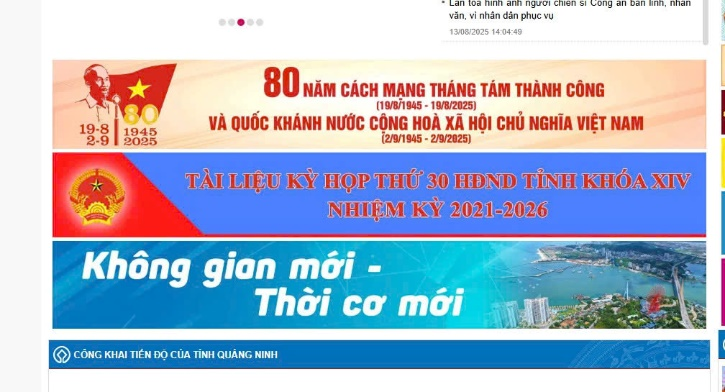 Lan tỏa hình ảnh người chiến sĩ Công an bản lĩnh, nhân
văn, vì nhân dân phục vụ
13/08/2025 14:04:49
80 NĂM CÁCH MẠNG THÁNG TÁM THÀNH CÔNG
(19/8/1945 - 19/8/2025)
VÀ QUỐC KHÁNH NƯỚC CỘNG HOÀ XÃ HỘI CHỦ NGHĨA VIỆT NAM
(2/9/1945 - 2/9/2025)
80
19-8 1945
2-9 2025
TÀI LIỆU KỲ HỌP THỨ 30 HĐND TỈNH KHÓA XIV
NHIỆM KỲ 2021-2026
Không gian mới -
Thời cơ mới
CÔNG KHAI TIẾN ĐỘ CỦA TỈNH QUẢNG NINH